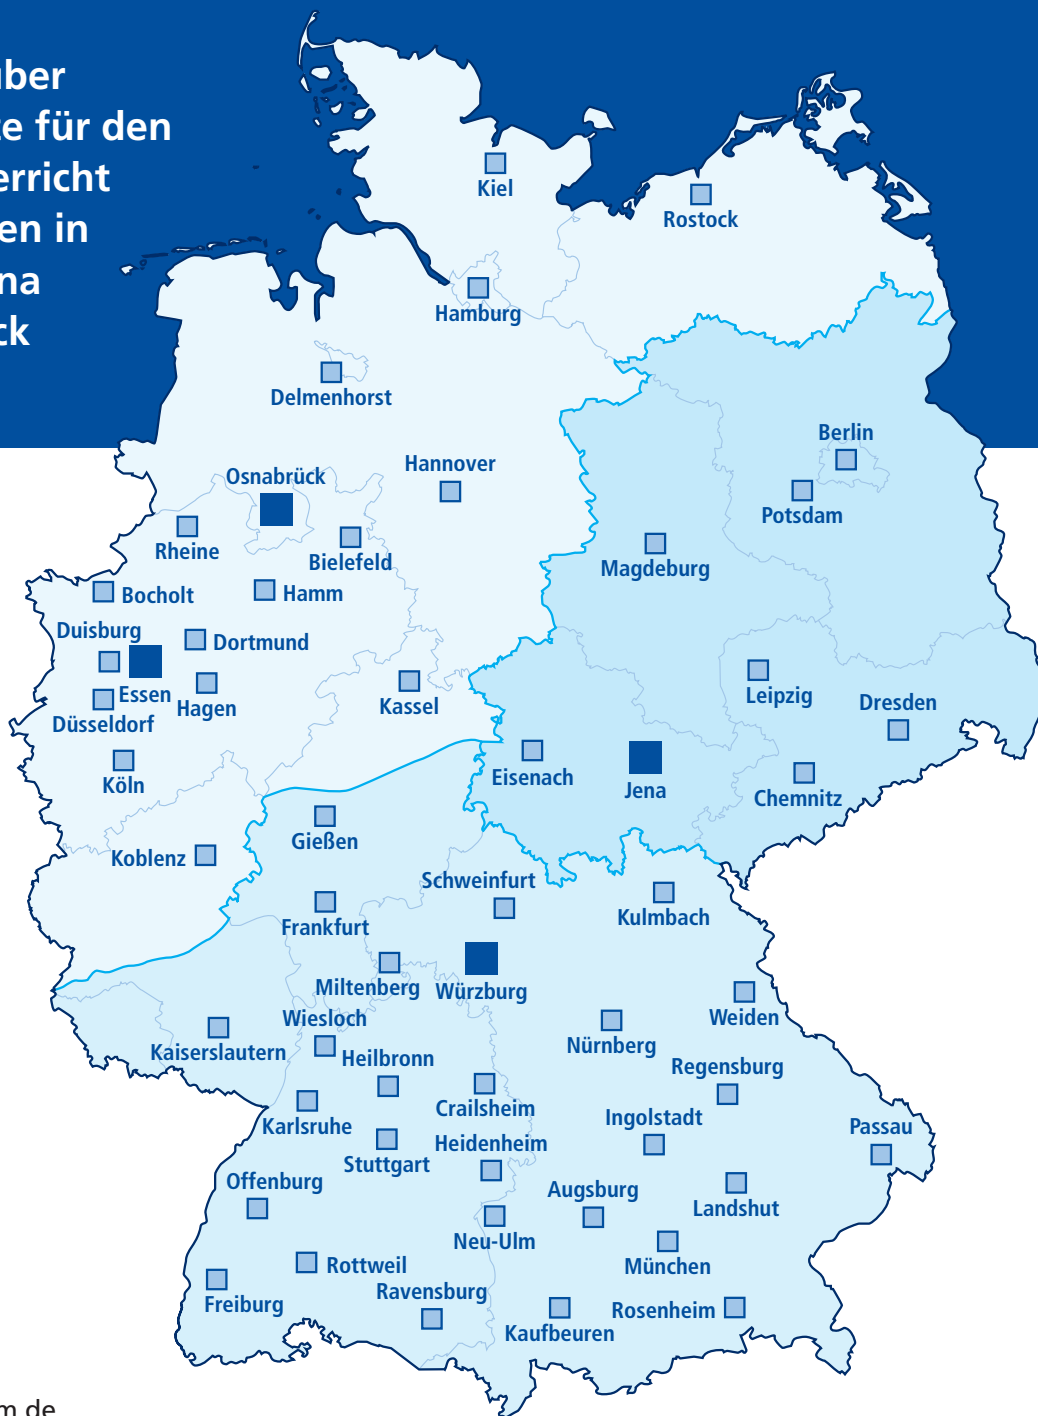 über
te für den
erricht
en in
na
ck
Kiel
Rostock
Hamburg
Delmenhorst
Berlin
Hannover
Osnabrück
Potsdam
Rheine
Bielefeld
Magdeburg
Bocholt
Hamm
Duisburg
Dortmund
Essen
Hagen
Kassel
Leipzig
Dresden
Düsseldorf
Köln
Eisenach
Jena
Chemnitz
Gießen
Koblenz
Schweinfurt
Kulmbach
Frankfurt
Miltenberg
Würzburg
Weiden
Wiesloch
Nürnberg
Kaiserslautern
Heilbronn
Regensburg
Crailsheim
Ingolstadt
Karlsruhe
Passau
Stuttgart
Heidenheim
Offenburg
Augsburg
Landshut
Neu-Ulm
Rottweil
München
Ravensburg
Freiburg
Rosenheim
Kaufbeuren
m.de